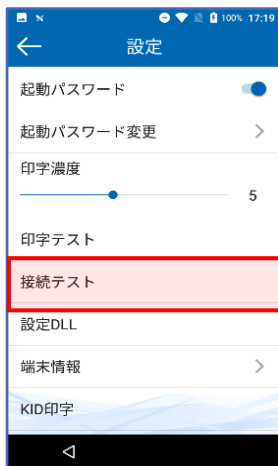 100% 17:19
設定
起動パスワード
起動パスワード変更
印字濃度
5
印字テスト
接続テスト
設定DLL
端末情報
KID印字